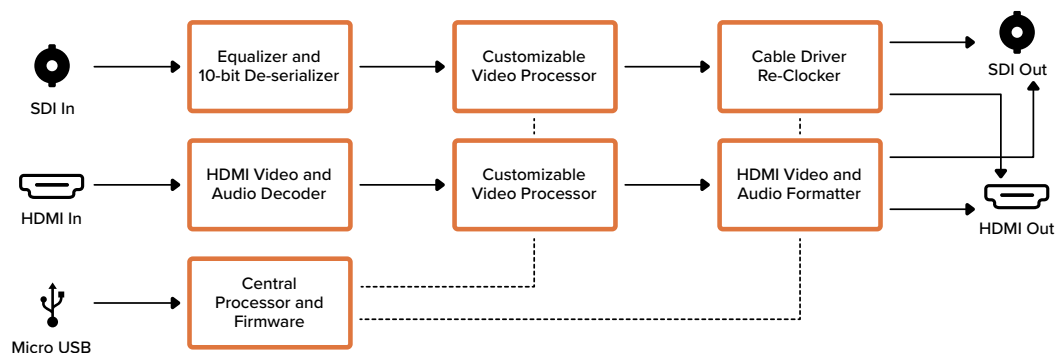 SDI In
Equalizer and
10-bit De-serializer
Customizable
Video Processor
Cable Driver
Re-Clocker
SDI Out
HDMI In
HDMI Video and
Audio Decoder
Customizable
Video Processor
HDMI Video and
Audio Formatter
HDMI Out
Micro USB
Central
Processor and
Firmware